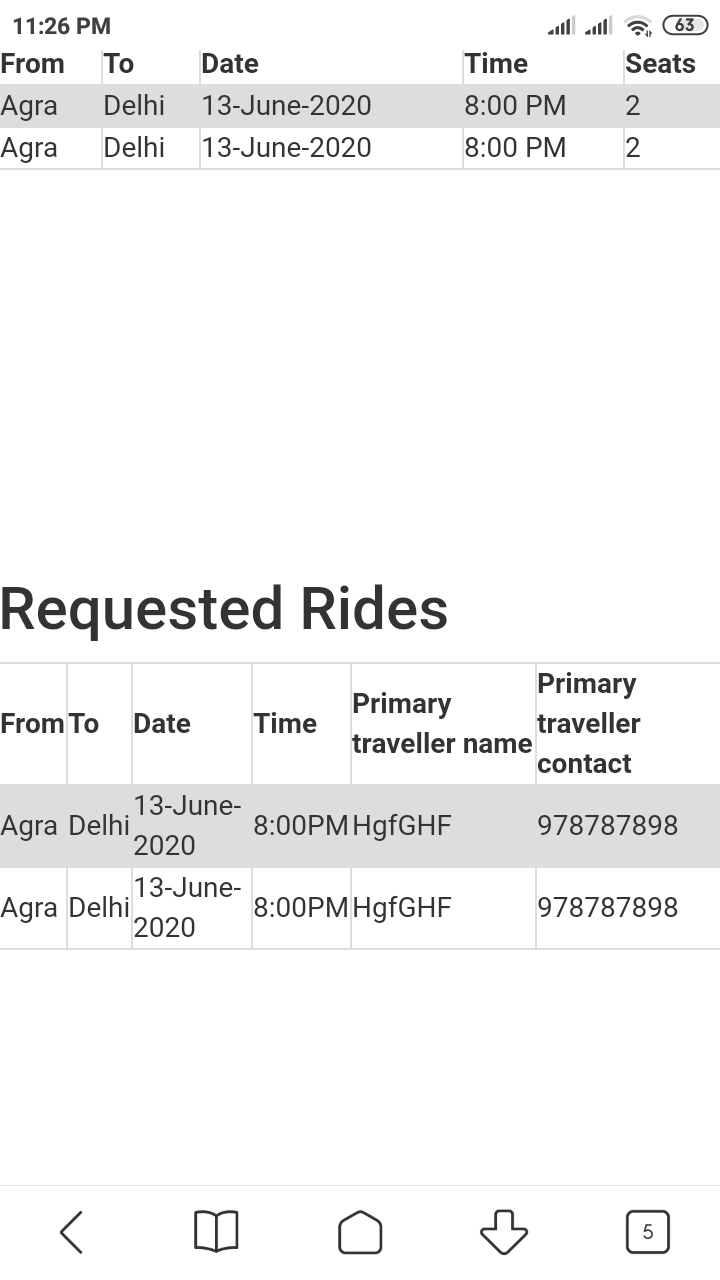 11:26 PM 63
From To Date Time Seats
Agra Delhi 13-June-2020 8:00 PM 2
Agra Delhi 13-June-2020 8:00 PM 2
Requested Rides
From To Date Time Primary traveller name Primary traveller contact
Agra Delhi 13-June-2020 8:00PM HgfGHF 978787898
Agra Delhi 13-June-2020 8:00PM HgfGHF 978787898
5